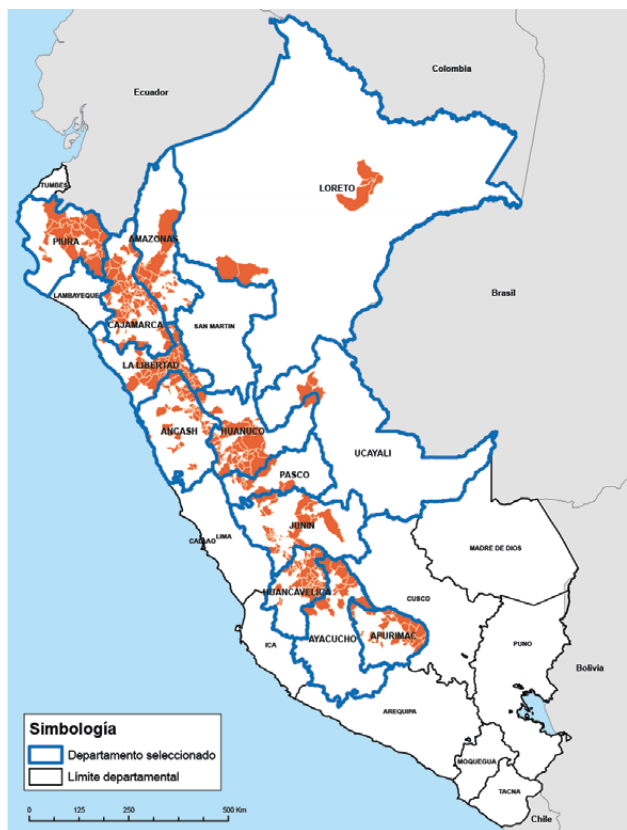 Colombia
Ecuador
TUMBES
LORETO
PIURA
AMAZONAS
Brasil
LAMBAYEQUE
CAJAMARCA
SAN MARTIN
LA LIBERTAD
ANCASH
HUANUCO
UCAYALI
PASCO
JUNIN
CALLAO
LIMA
MADRE DE DIOS
HUANCAVELICA
CUSCO
AYACUCHO
APURIMAC
ICA
PUNO
Bolivia
AREQUIPA
MOQUEGUA
TACNA
Chile
Simbología
Departamento seleccionado
Límite departamental
0 125 250 500 Km